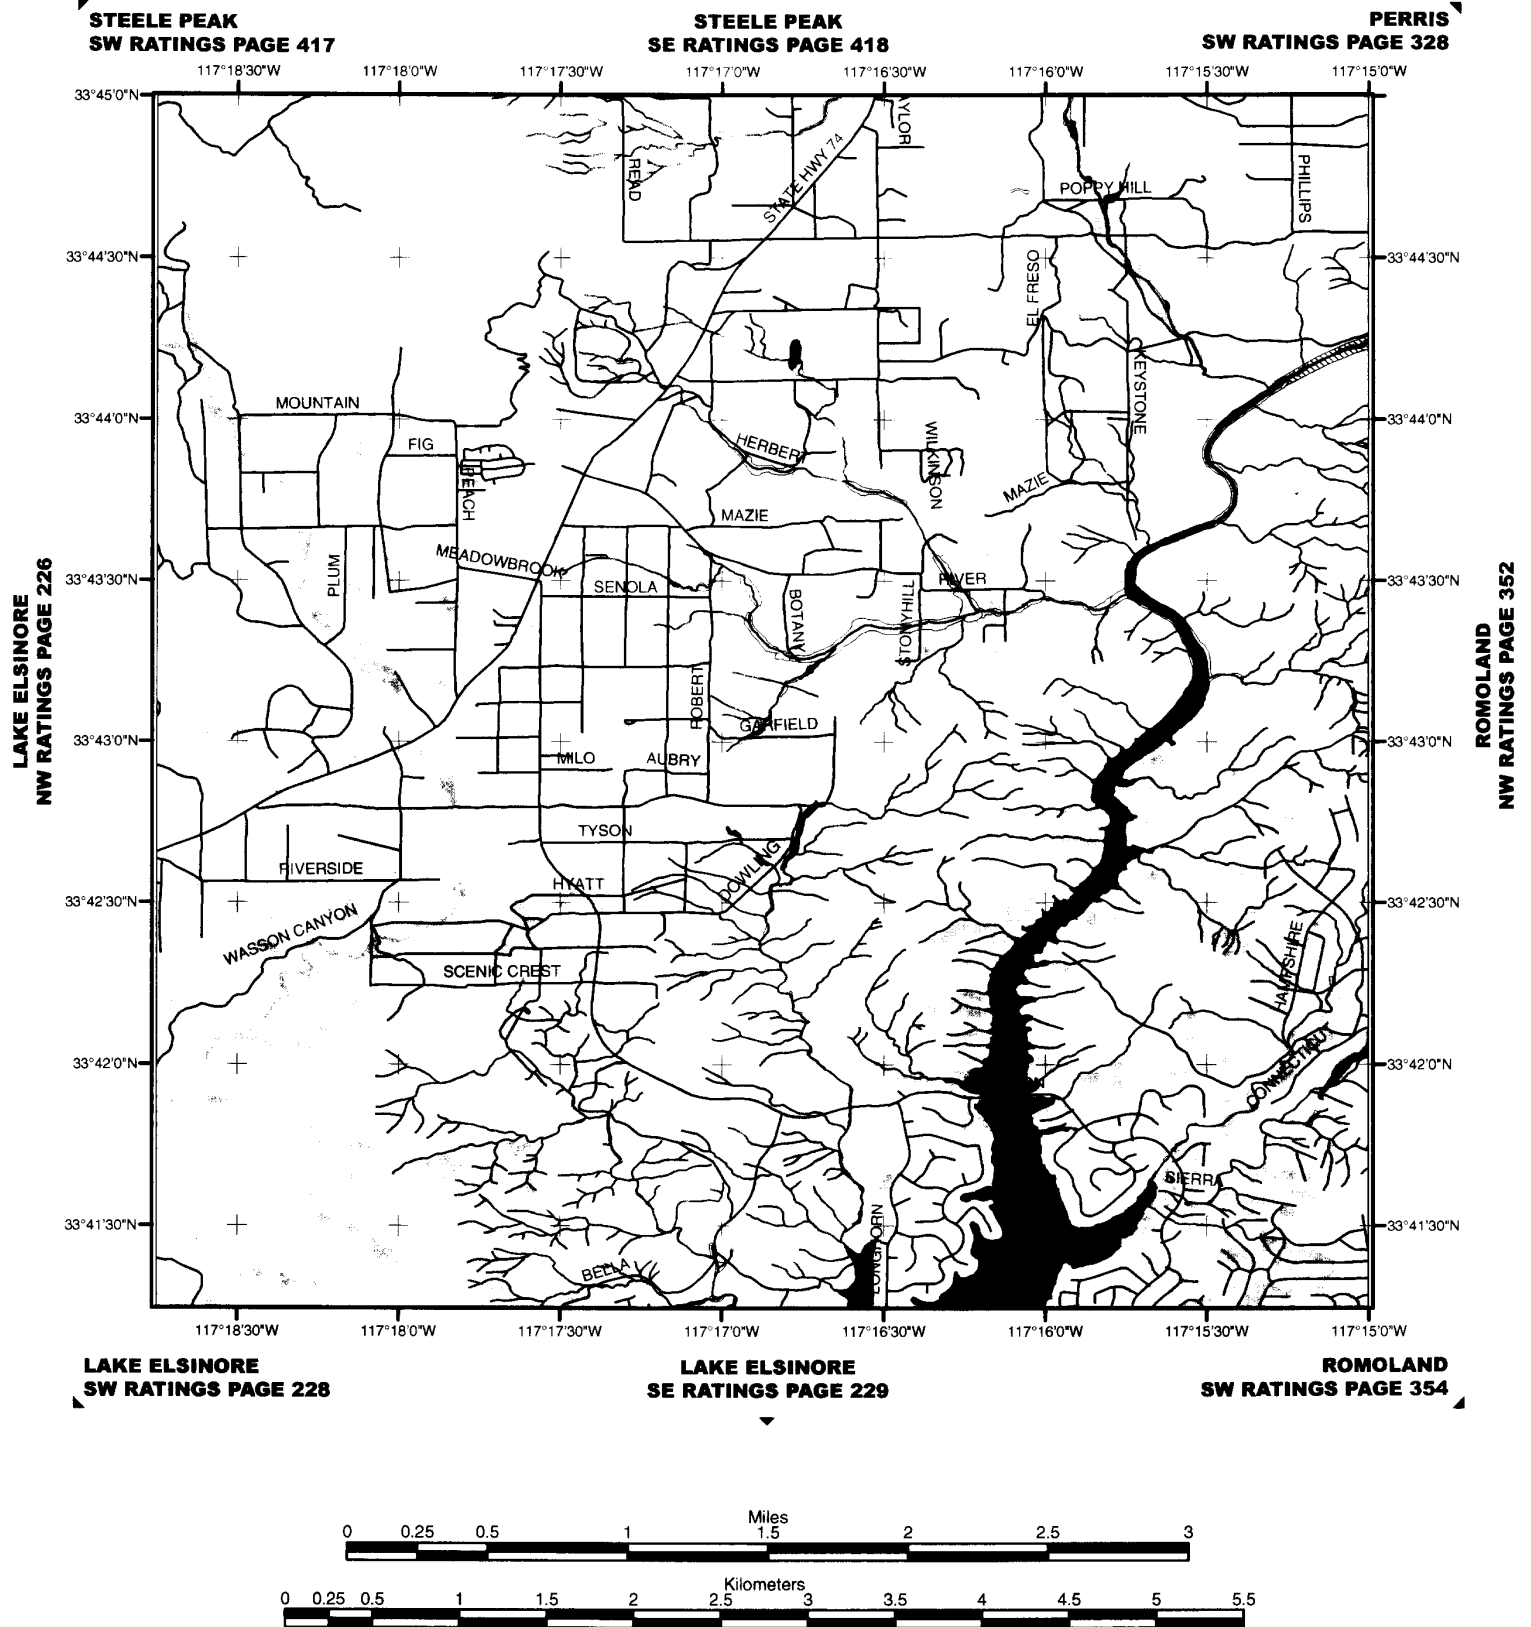 STEELE PEAK
SW RATINGS PAGE 417
STEELE PEAK
SE RATINGS PAGE 418
PERRIS
SW RATINGS PAGE 328
117°18'30"W
117°18'0"W
117°17'30"W
117°17'0"W
117°16'30"W
117°16'0"W
117°15'30"W
117°15'0"W
33°45'0"N
AYLOR
READ
STATE HWY 74
POPPY HILL
PHILLIPS
33°44'30"N
33°44'30"N
EL FRESO
KEYSTONE
MOUNTAIN
33°44'0"N
33°44'0"N
FIG
HERBERT
WILKINSON
PEACH
MAZIE
MAZIE
MEADOWBROOK
33°43'30"N
33°43'30"N
PLUM
SENOLA
RIVER
BOTANY
STONYHILL
ROBERT
GARFIELD
33°43'0"N
33°43'0"N
MILO
AUBRY
TYSON
RIVERSIDE
HYATT
DOWLING
33°42'30"N
33°42'30"N
WASSON CANYON
SCENIC CREST
HAMPSHIRE
33°42'0"N
33°42'0"N
CONNECTICUT
SIERRA
33°41'30"N
33°41'30"N
LONGHORN
BELLA
LAKE ELSINORE
NW RATINGS PAGE 226
ROMOLAND
NW RATINGS PAGE 352
117°18'30"W
117°18'0"W
117°17'30"W
117°17'0"W
117°16'30"W
117°16'0"W
117°15'30"W
117°15'0"W
LAKE ELSINORE
SW RATINGS PAGE 228
LAKE ELSINORE
SE RATINGS PAGE 229
ROMOLAND
SW RATINGS PAGE 354
Miles
0 0.25 0.5 1 1.5 2 2.5 3
Kilometers
0 0.25 0.5 1 1.5 2 2.5 3 3.5 4 4.5 5 5.5